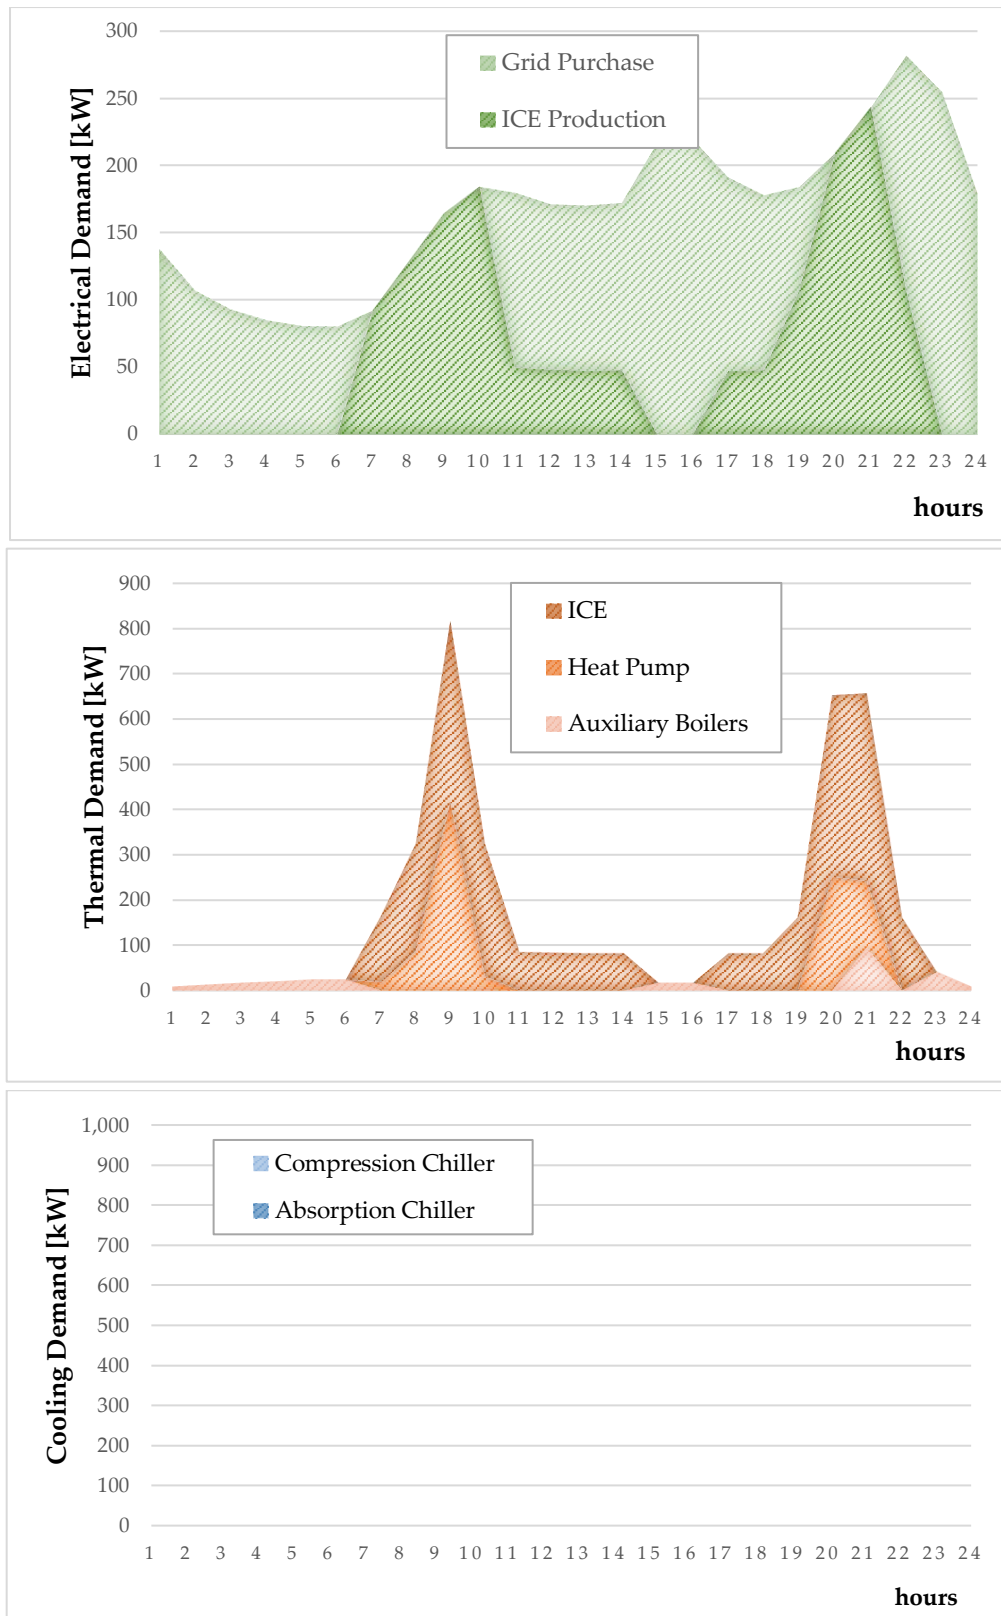 300
250
200
150
100
50
0
Electrical Demand [kW]
Grid Purchase
ICE Production
1 2 3 4 5 6 7 8 9 10 11 12 13 14 15 16 17 18 19 20 21 22 23 24
hours
900
800
700
600
500
400
300
200
100
0
Thermal Demand [kW]
ICE
Heat Pump
Auxiliary Boilers
1 2 3 4 5 6 7 8 9 10 11 12 13 14 15 16 17 18 19 20 21 22 23 24
hours
1,000
900
800
700
600
500
400
300
200
100
0
Cooling Demand [kW]
Compression Chiller
Absorption Chiller
1 2 3 4 5 6 7 8 9 10 11 12 13 14 15 16 17 18 19 20 21 22 23 24
hours